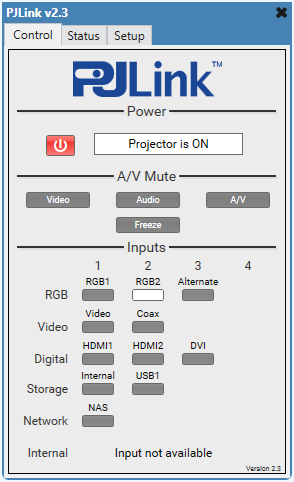 PJLink v2.3
Control Status Setup
PJLink™
Power
Projector is ON
A/V Mute
Video Audio A/V
Freeze
Inputs
1 2 3 4
RGB1 RGB2 Alternate
RGB
Video Coax
Video
HDMI1 HDMI2 DVI
Digital
Internal USB1
Storage
NAS
Network
Internal Input not available
Version 2.3